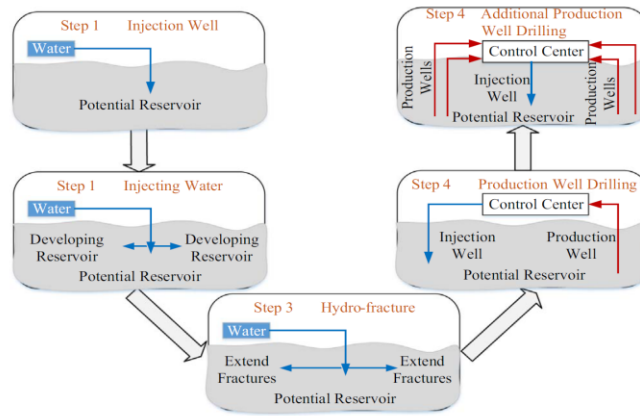 Step 1 Injection Well
Water
Potential Reservoir
Step 1 Injecting Water
Water
Developing
Reservoir
Developing
Reservoir
Potential Reservoir
Step 3 Hydro-fracture
Water
Extend
Fractures
Extend
Fractures
Potential Reservoir
Step 4 Production Well Drilling
Control Center
Injection
Well
Production
Well
Potential Reservoir
Step 4 Additional Production
Well Drilling
Control Center
Production
Wells
Injection
Well
Production
Wells
Potential Reservoir